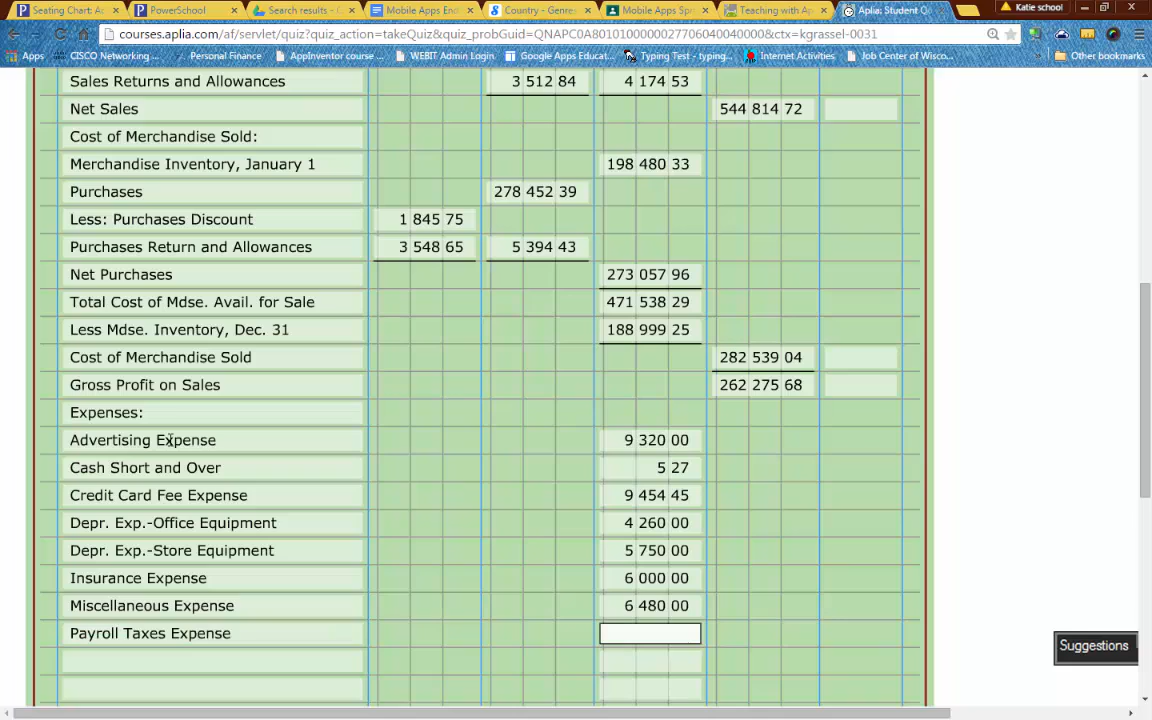 Seating Chart: Ac
PowerSchool
Search results - C
Mobile Apps End
Country - Genre
Mobile Apps Spr
Teaching with Ap
Aplia: Student Qu
Katie school
courses.aplia.com/af/servlet/quiz?quiz_action=takeQuiz&quiz_probGuid=QNAPC0A8010100000027706040040000&ctx=kgrassel-0031
Apps CISCO Networking ... Personal Finance AppInventor course ... WEBIT Admin Login Google Apps Educat... Typing Test - typing... Internet Activities Job Center of Wisco... Other bookmarks
Sales Returns and Allowances 3 512 84 4 174 53
Net Sales 544 814 72
Cost of Merchandise Sold:
Merchandise Inventory, January 1 198 480 33
Purchases 278 452 39
Less: Purchases Discount 1 845 75
Purchases Return and Allowances 3 548 65 5 394 43
Net Purchases 273 057 96
Total Cost of Mdse. Avail. for Sale 471 538 29
Less Mdse. Inventory, Dec. 31 188 999 25
Cost of Merchandise Sold 282 539 04
Gross Profit on Sales 262 275 68
Expenses:
Advertising Expense 9 320 00
Cash Short and Over 5 27
Credit Card Fee Expense 9 454 45
Depr. Exp.-Office Equipment 4 260 00
Depr. Exp.-Store Equipment 5 750 00
Insurance Expense 6 000 00
Miscellaneous Expense 6 480 00
Payroll Taxes Expense
Suggestions